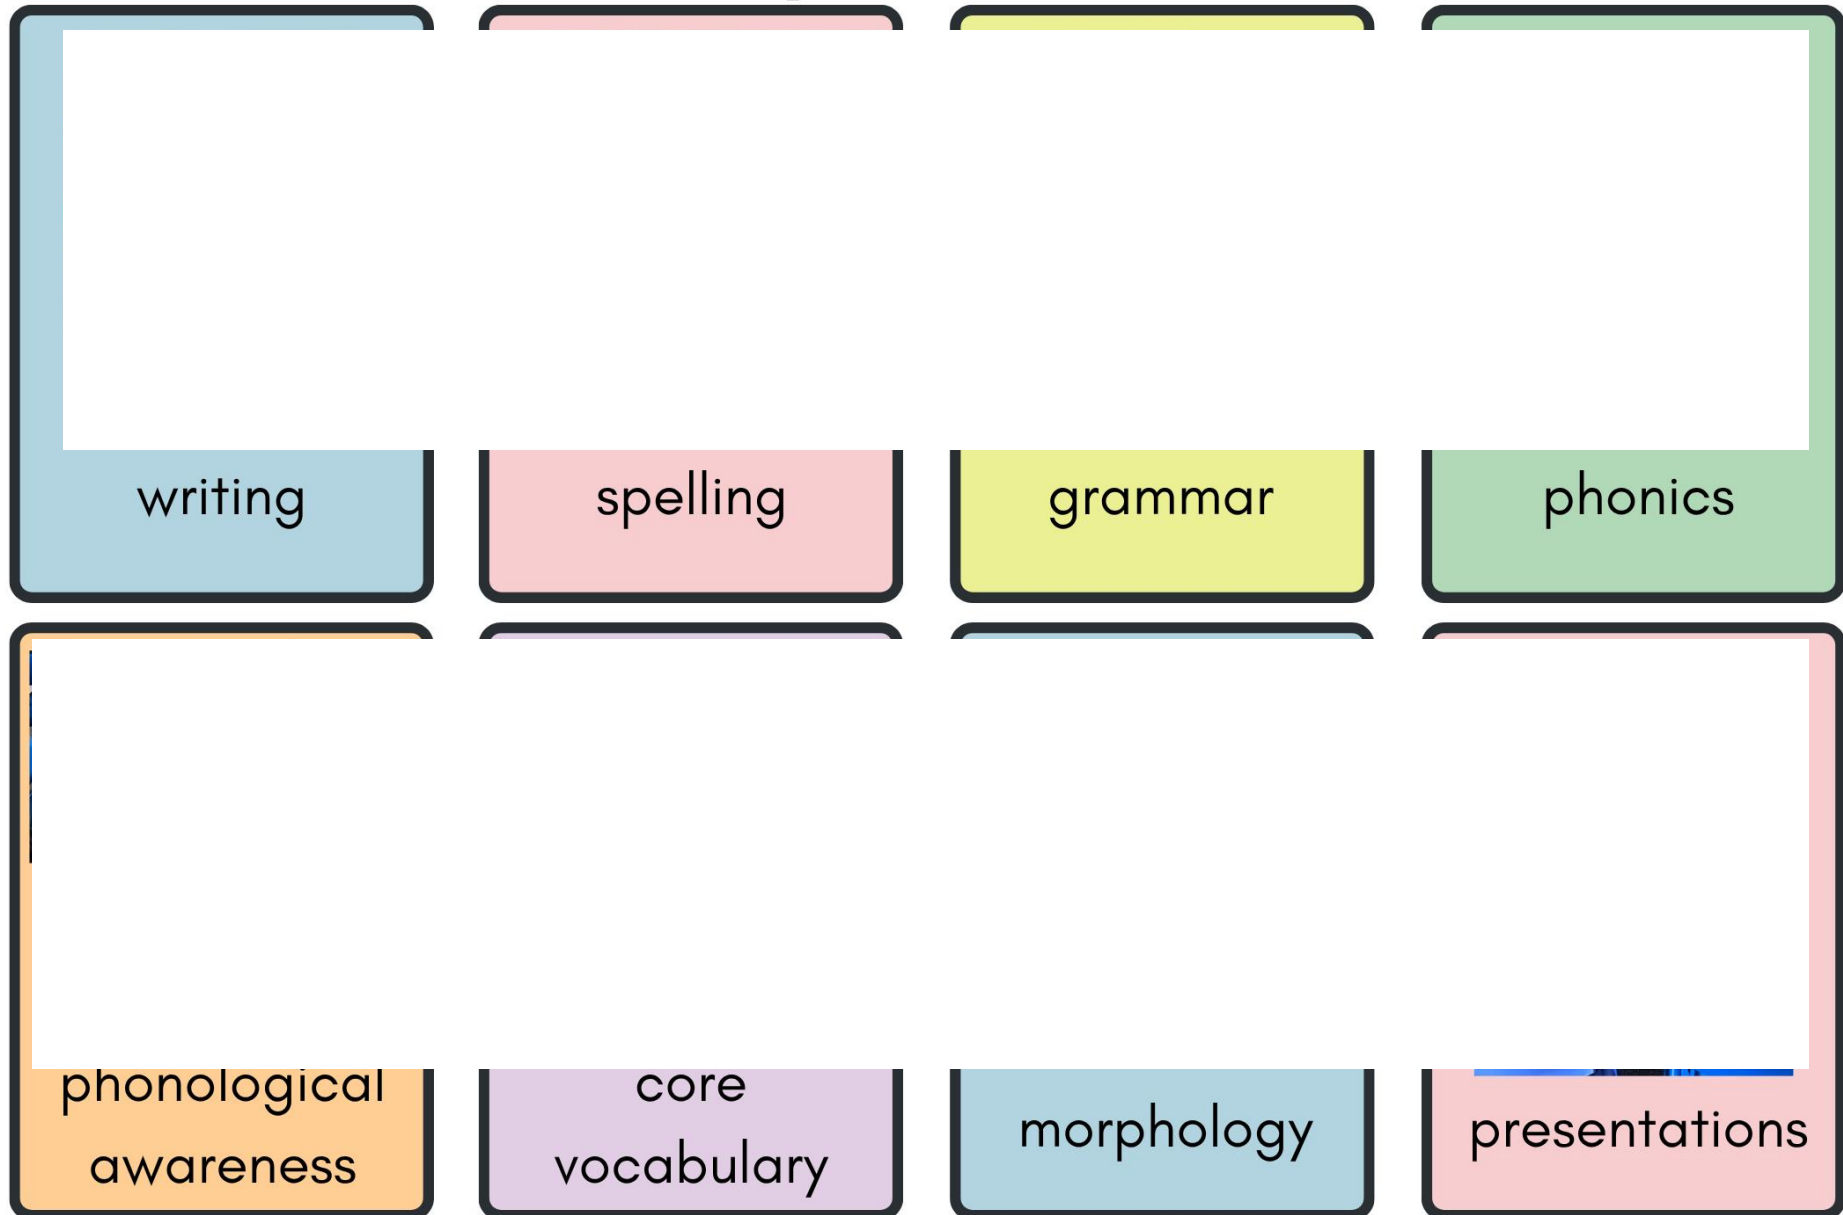 writing
spelling
grammar
phonics
phonological
awareness
core
vocabulary
morphology
presentations